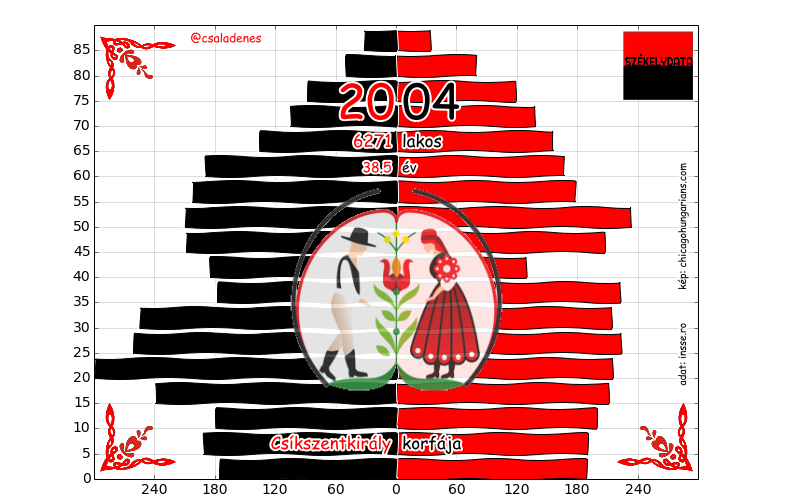 @csaladenes
SZÉKELYDATA
2004
6271 lakos
38.5 év
kép: chicagohungarians.com
adat: insse.ro
Csíkszentkirály korfája
85
80
75
70
65
60
55
50
45
40
35
30
25
20
15
10
5
0
240 180 120 60 0 60 120 180 240